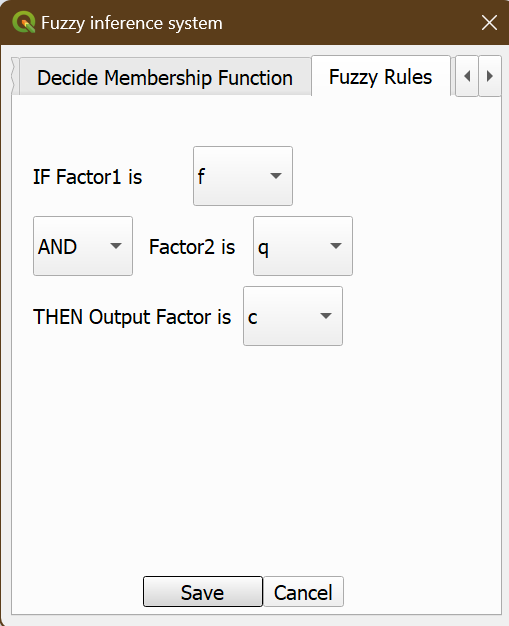 Fuzzy inference system
Decide Membership Function Fuzzy Rules
IF Factor1 is f
AND Factor2 is q
THEN Output Factor is c
Save Cancel